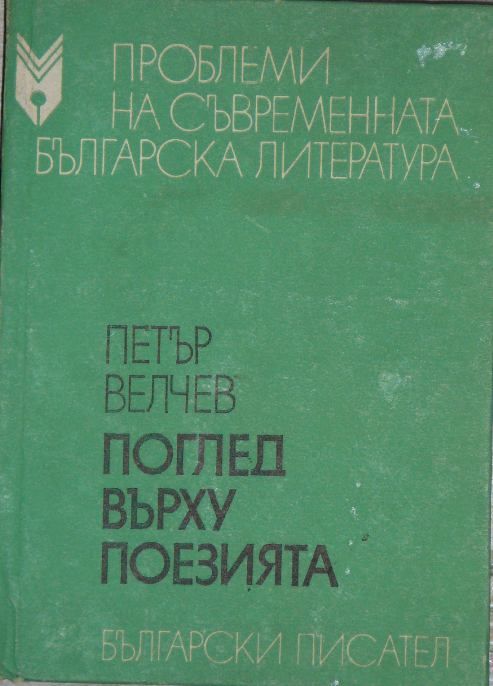 ПРОБЛЕМИ
НА СЪВРЕМЕННАТА
БЪЛГАРСКА ЛИТЕРАТУРА
ПЕТЪР
ВЕЛЧЕВ
ПОГЛЕД
ВЪРХУ
ПОЕЗИЯТА
БЪЛГАРСКИ ПИСАТЕЛ